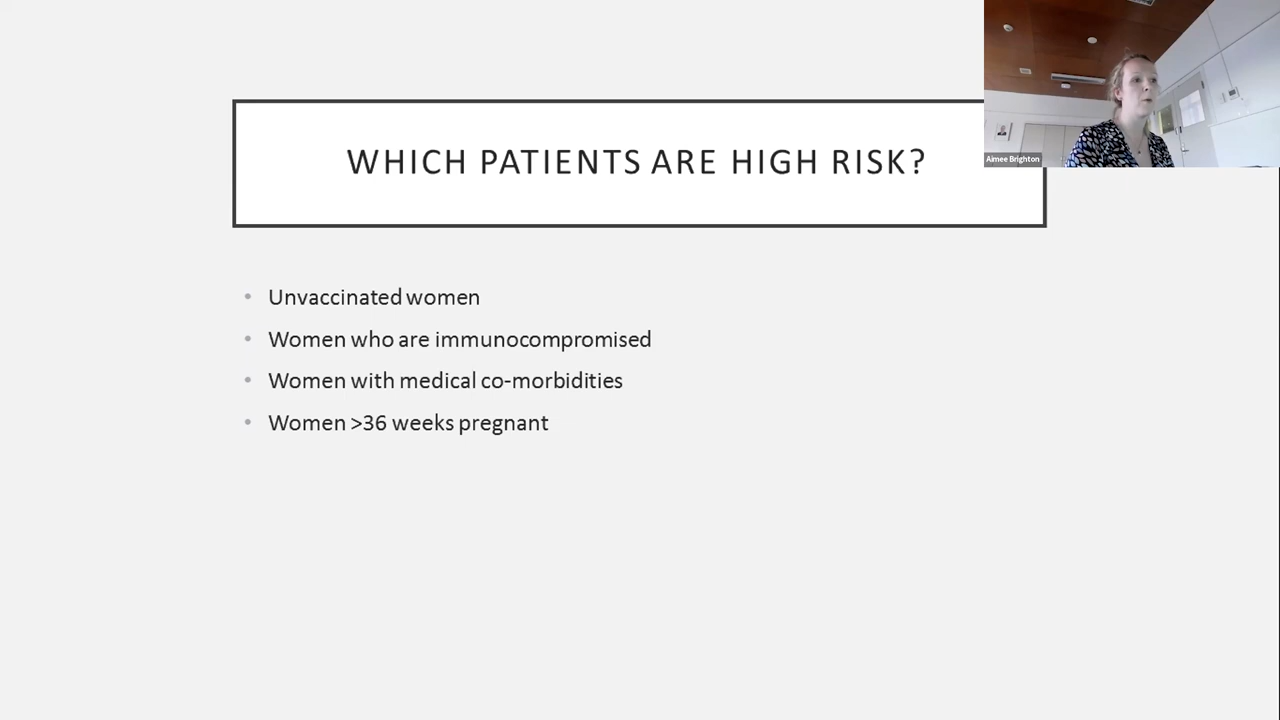 WHICH PATIENTS ARE HIGH RISK?
Aimee Brighton
• Unvaccinated women
• Women who are immunocompromised
• Women with medical co-morbidities
• Women >36 weeks pregnant